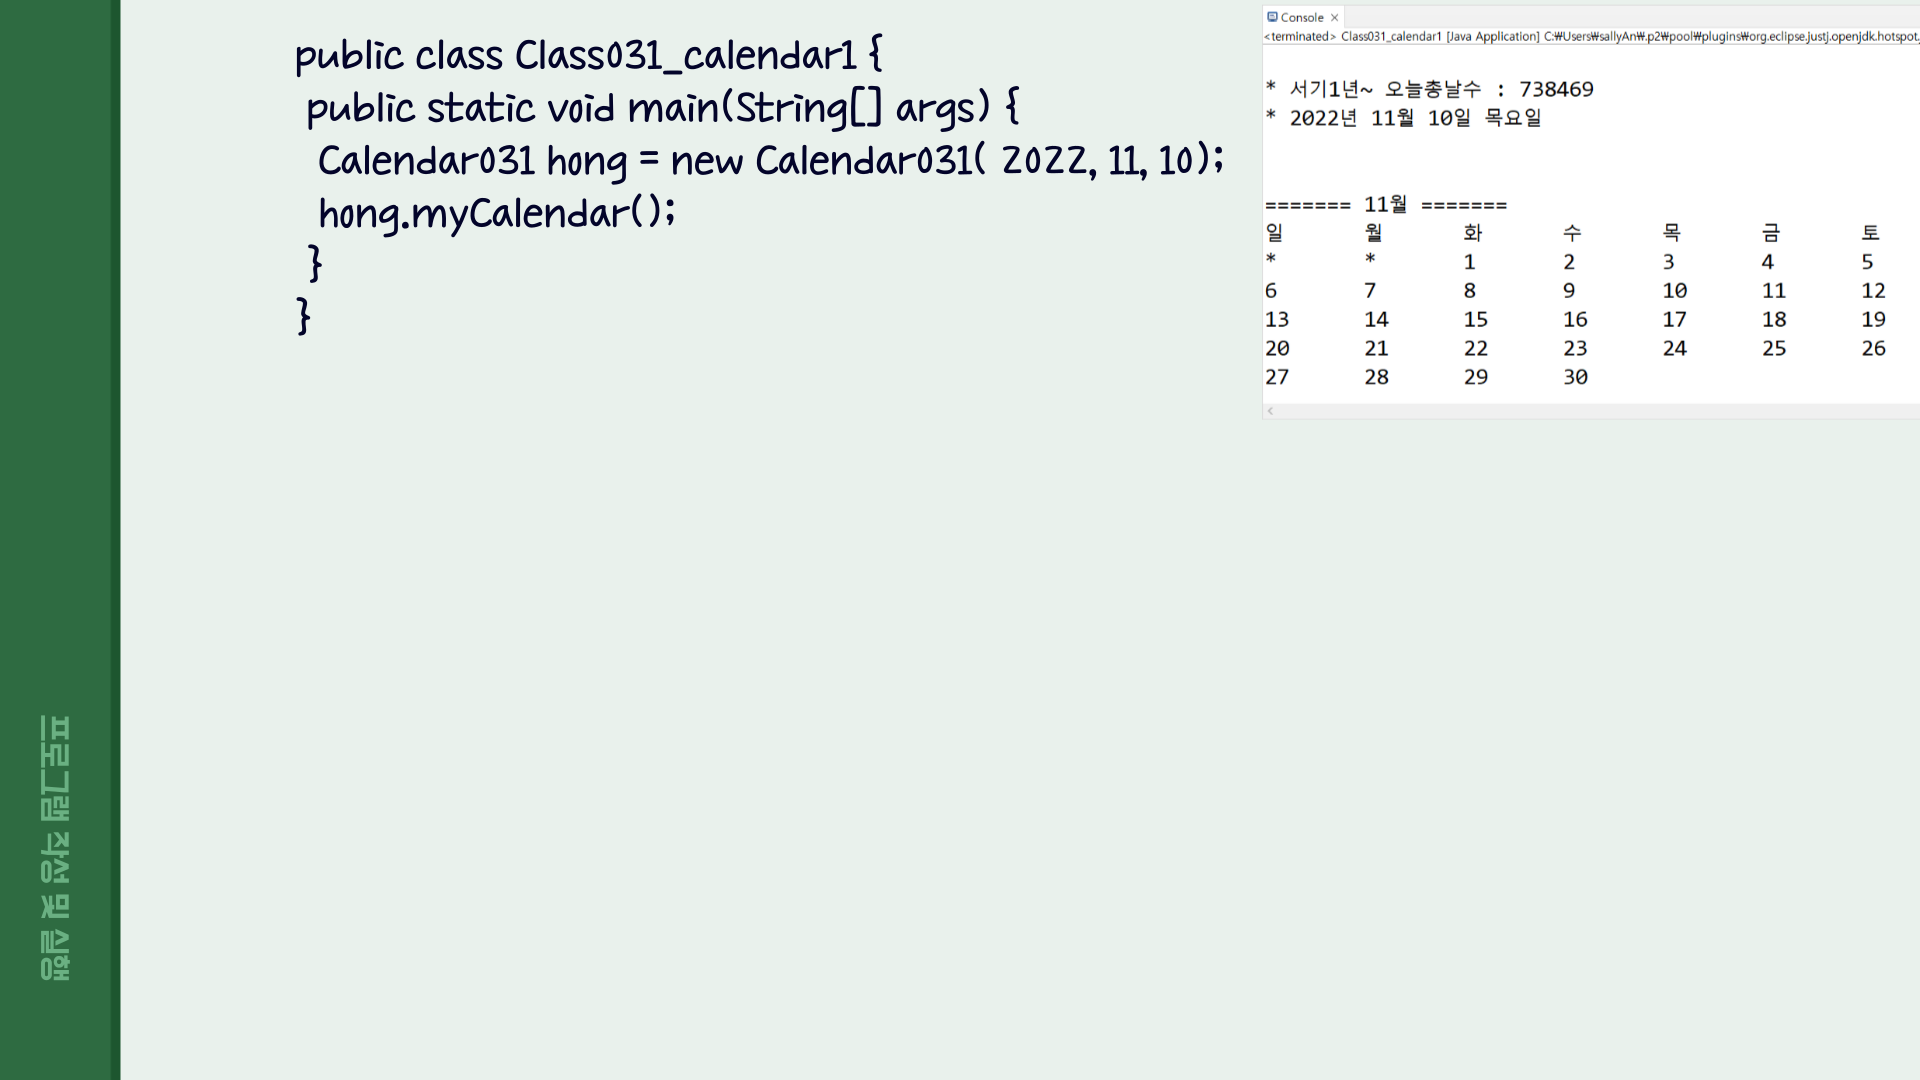 public class Class031_calendar1 {
public static void main(String[] args) {
Calendar031 hong = new Calendar031( 2022, 11, 10);
hong.myCalendar();
}
}
Console ×
<terminated> Class031_calendar1 [Java Application] C:₩Users₩sallyAn₩.p2₩pool₩plugins₩org.eclipse.justj.openjdk.hotspot.
* 서기1년~ 오늘총날수 : 738469
* 2022년 11월 10일 목요일
======= 11월 =======
일 월 화 수 목 금 토
* * 1 2 3 4 5
6 7 8 9 10 11 12
13 14 15 16 17 18 19
20 21 22 23 24 25 26
27 28 29 30
프로그램 작성 및 실행